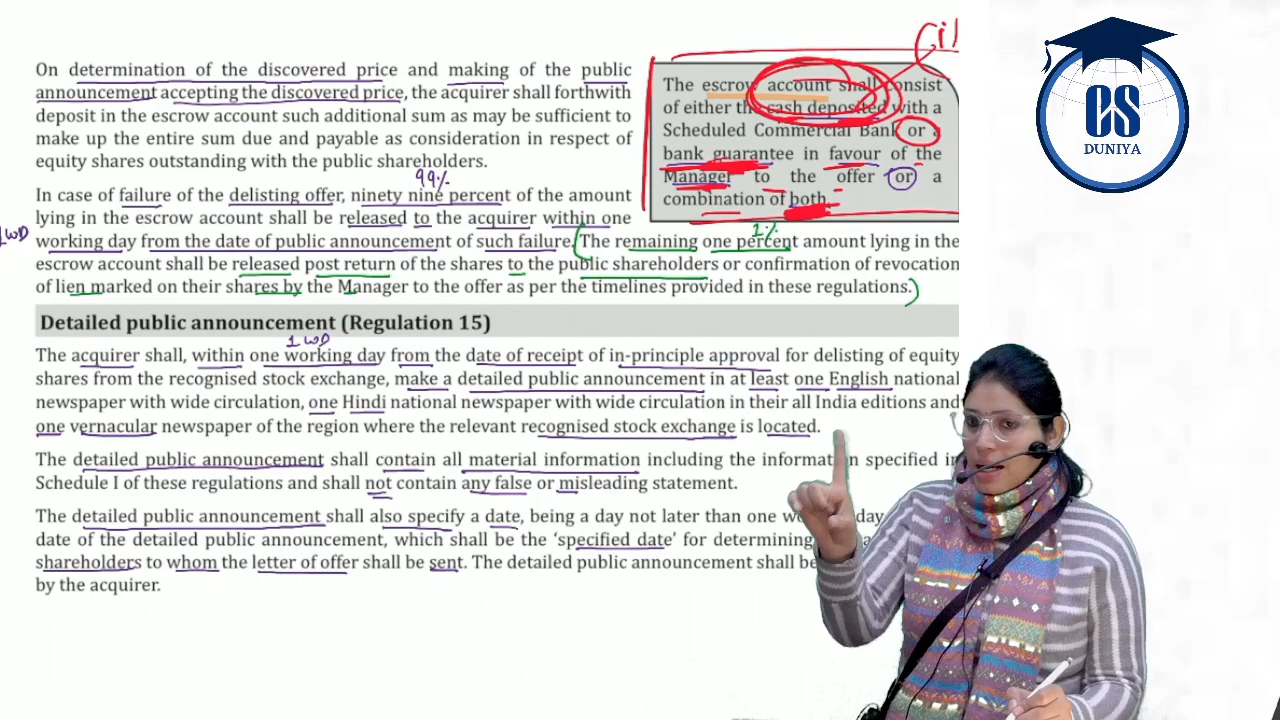 On determination of the discovered price and making of the public
announcement accepting the discovered price, the acquirer shall forthwith
deposit in the escrow account such additional sum as may be sufficient to
make up the entire sum due and payable as consideration in respect of
equity shares outstanding with the public shareholders.
(i)
The escrow account shall consist
of either the cash deposited with a
Scheduled Commercial Bank or a
bank guarantee in favour of the
Manager to the offer or a
combination of both.
99%
In case of failure of the delisting offer, ninety nine percent of the amount
lying in the escrow account shall be released to the acquirer within one
1WD
working day from the date of public announcement of such failure. (The remaining one percent amount lying in the
1%
escrow account shall be released post return of the shares to the public shareholders or confirmation of revocation
of lien marked on their shares by the Manager to the offer as per the timelines provided in these regulations.)
Detailed public announcement (Regulation 15)
1 WD
The acquirer shall, within one working day from the date of receipt of in-principle approval for delisting of equity
shares from the recognised stock exchange, make a detailed public announcement in at least one English national
newspaper with wide circulation, one Hindi national newspaper with wide circulation in their all India editions and
one vernacular newspaper of the region where the relevant recognised stock exchange is located.
The detailed public announcement shall contain all material information including the information specified in
Schedule I of these regulations and shall not contain any false or misleading statement.
The detailed public announcement shall also specify a date, being a day not later than one day
date of the detailed public announcement, which shall be the 'specified date' for determining
shareholders to whom the letter of offer shall be sent. The detailed public announcement shall be
by the acquirer.
CS
DUNIYA